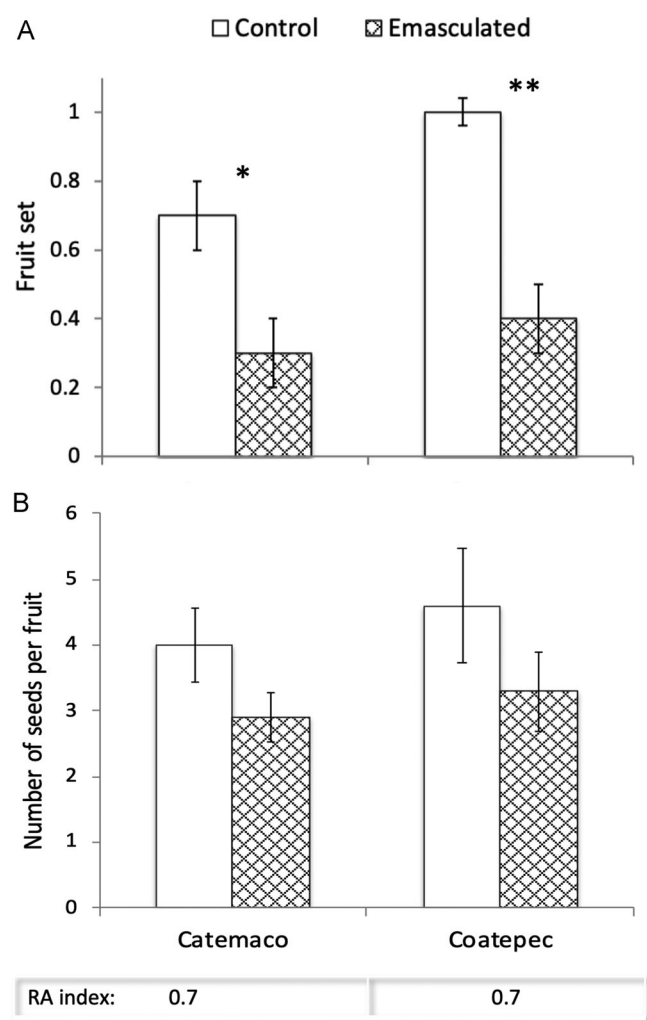 A
Control Emasculated
Fruit set
1
0.8
0.6
0.4
0.2
0
*
**
B
Number of seeds per fruit
6
5
4
3
2
1
0
Catemaco Coatepec
RA index: 0.7 0.7